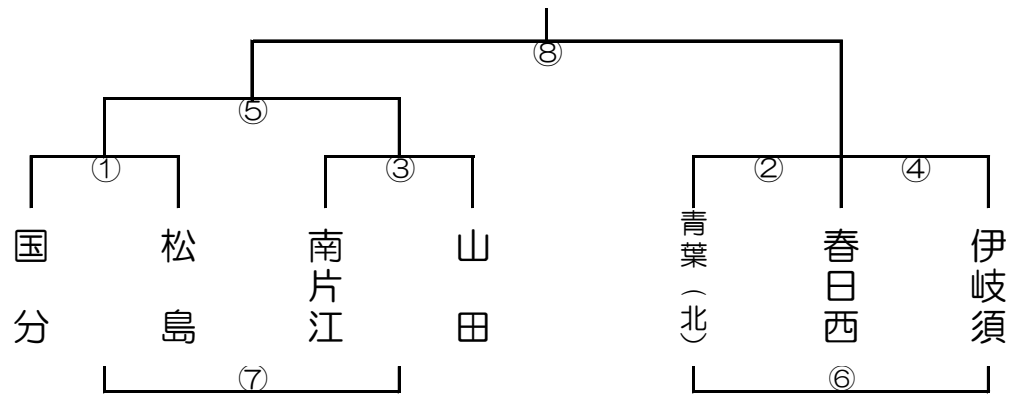 ⑧
⑤
① ③ ② ④
国分
松島
南片江
山田
青葉（北）
春日西
伊岐須
⑦ ⑥